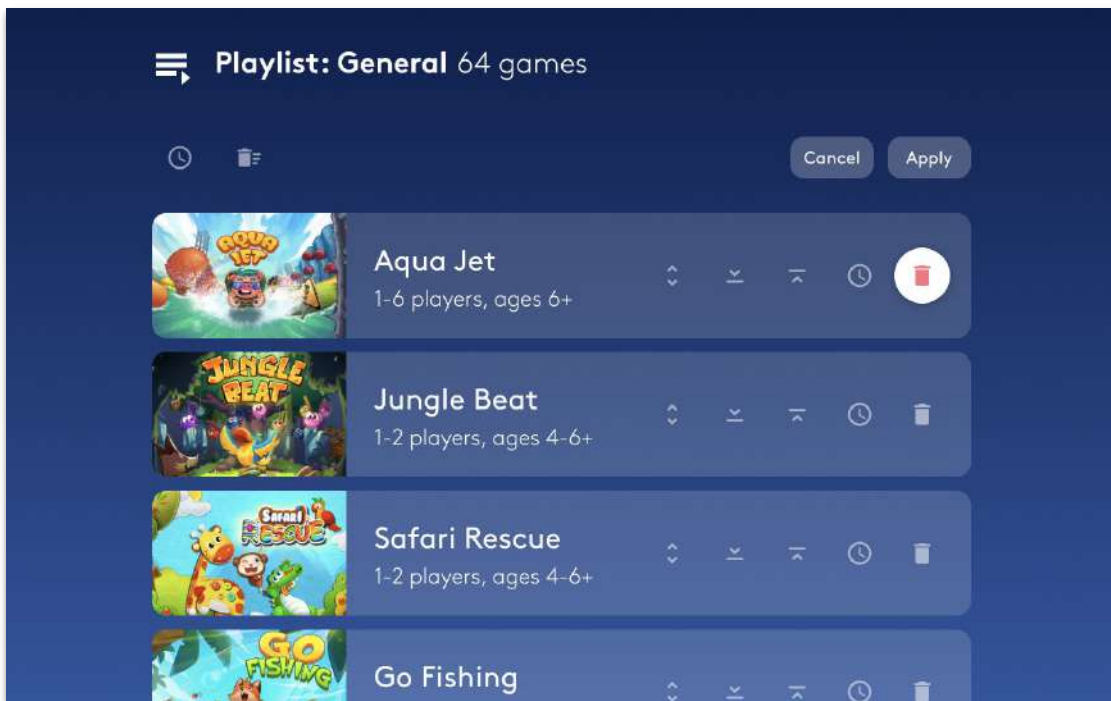 Playlist: General 64 games
Cancel Apply
AQUA
JET
Aqua Jet
1-6 players, ages 6+
JUNGLE
BEAT
Jungle Beat
1-2 players, ages 4-6+
SAFARI
RESCUE
Safari Rescue
1-2 players, ages 4-6+
GO
FISHING
Go Fishing